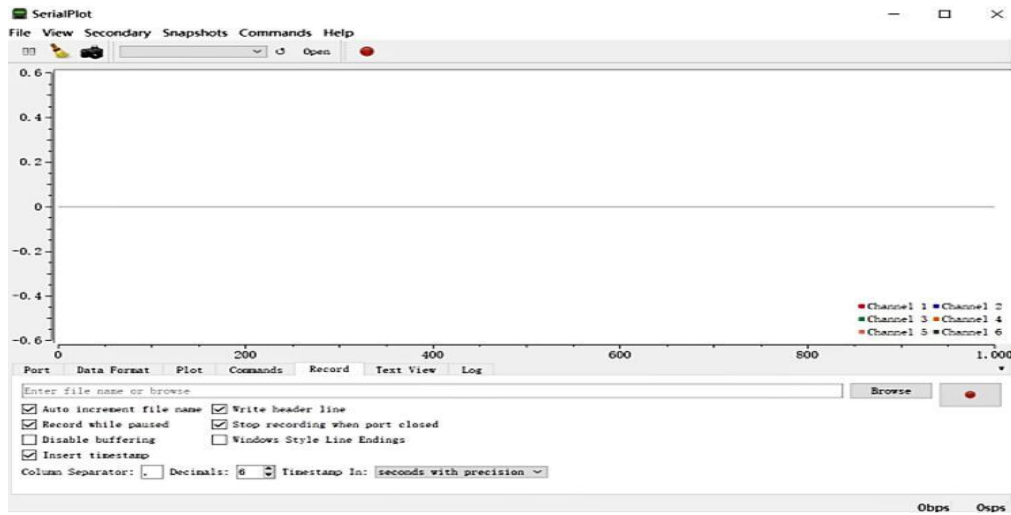 SerialPlot
File View Secondary Snapshots Commands Help
Open
0.6
0.4
0.2
0
-0.2
-0.4
-0.6
Channel 1 Channel 2
Channel 3 Channel 4
Channel 5 Channel 6
0 200 400 600 800 1.000
Port Data Format Plot Commands Record Text View Log
Enter file name or browse Browse
Auto increment file name Write header line
Record while paused Stop recording when port closed
Disable buffering Windows Style Line Endings
Insert timestamp
Column Separator: , Decimals: 6 Timestamp In: seconds with precision
0bps 0sps